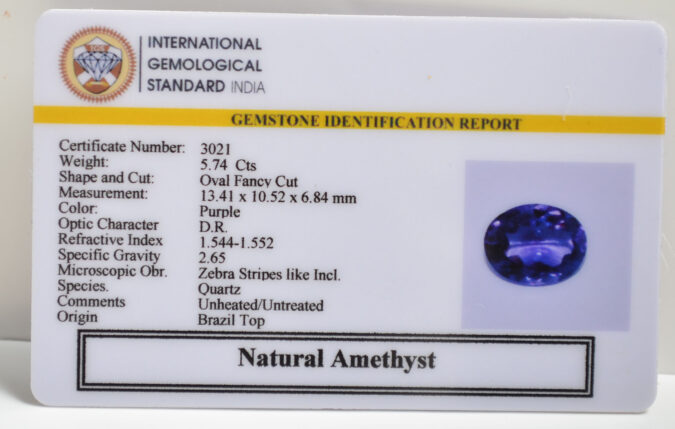 INTERNATIONAL
GEMOLOGICAL
STANDARD INDIA
GEMSTONE IDENTIFICATION REPORT
Certificate Number: 3021
Weight: 5.74 Cts
Shape and Cut: Oval Fancy Cut
Measurement: 13.41 x 10.52 x 6.84 mm
Color: Purple
Optic Character D.R.
Refractive Index 1.544-1.552
Specific Gravity 2.65
Microscopic Obr. Zebra Stripes like Incl.
Species. Quartz
Comments Unheated/Untreated
Origin Brazil Top
Natural Amethyst